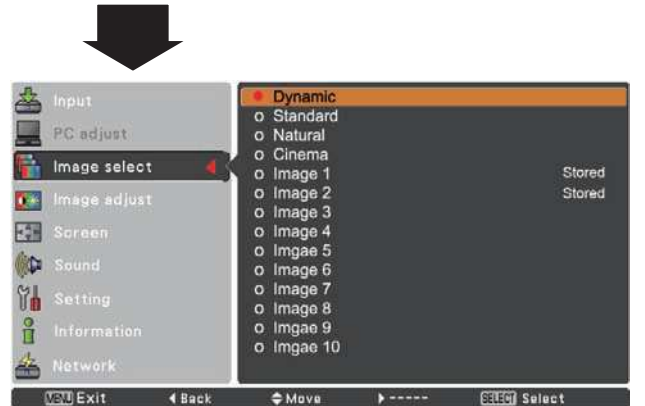 Input
PC adjust
Image select
Image adjust
Screen
Sound
Setting
Information
Network
Dynamic
Standard
Natural
Cinema
Image 1 Stored
Image 2 Stored
Image 3
Image 4
Imgae 5
Image 6
Image 7
Image 8
Imgae 9
Imgae 10
MENU Exit Back Move ----- SELECT Select